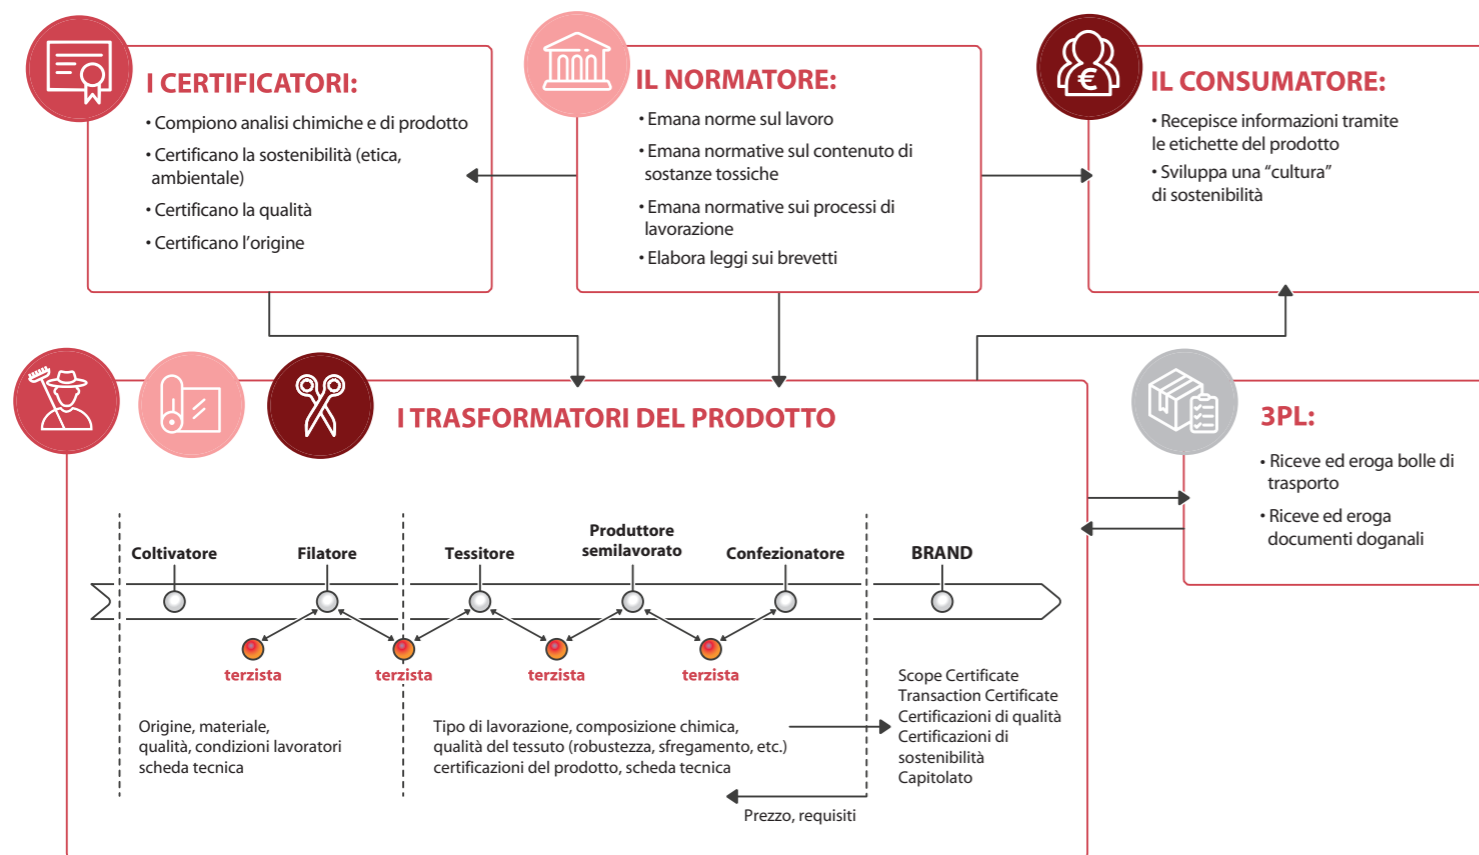 I CERTIFICATORI:
• Compiono analisi chimiche e di prodotto
• Certificano la sostenibilità (etica,
ambientale)
• Certificano la qualità
• Certificano l'origine
IL NORMATORE:
• Emana norme sul lavoro
• Emana normative sul contenuto di
sostanze tossiche
• Emana normative sui processi di
lavorazione
• Elabora leggi sui brevetti
€
IL CONSUMATORE:
• Recepisce informazioni tramite
le etichette del prodotto
• Sviluppa una “cultura”
di sostenibilità
I TRASFORMATORI DEL PRODOTTO
3PL:
• Riceve ed eroga bolle di
trasporto
• Riceve ed eroga
documenti doganali
Coltivatore
Filatore
Tessitore
Produttore
semilavorato
Confezionatore
BRAND
terzista
terzista
terzista
terzista
Origine, materiale,
qualità, condizioni lavoratori
scheda tecnica
Tipo di lavorazione, composizione chimica,
qualità del tessuto (robustezza, sfregamento, etc.)
certificazioni del prodotto, scheda tecnica
Scope Certificate
Transaction Certificate
Certificazioni di qualità
Certificazioni di
sostenibilità
Capitolato
Prezzo, requisiti